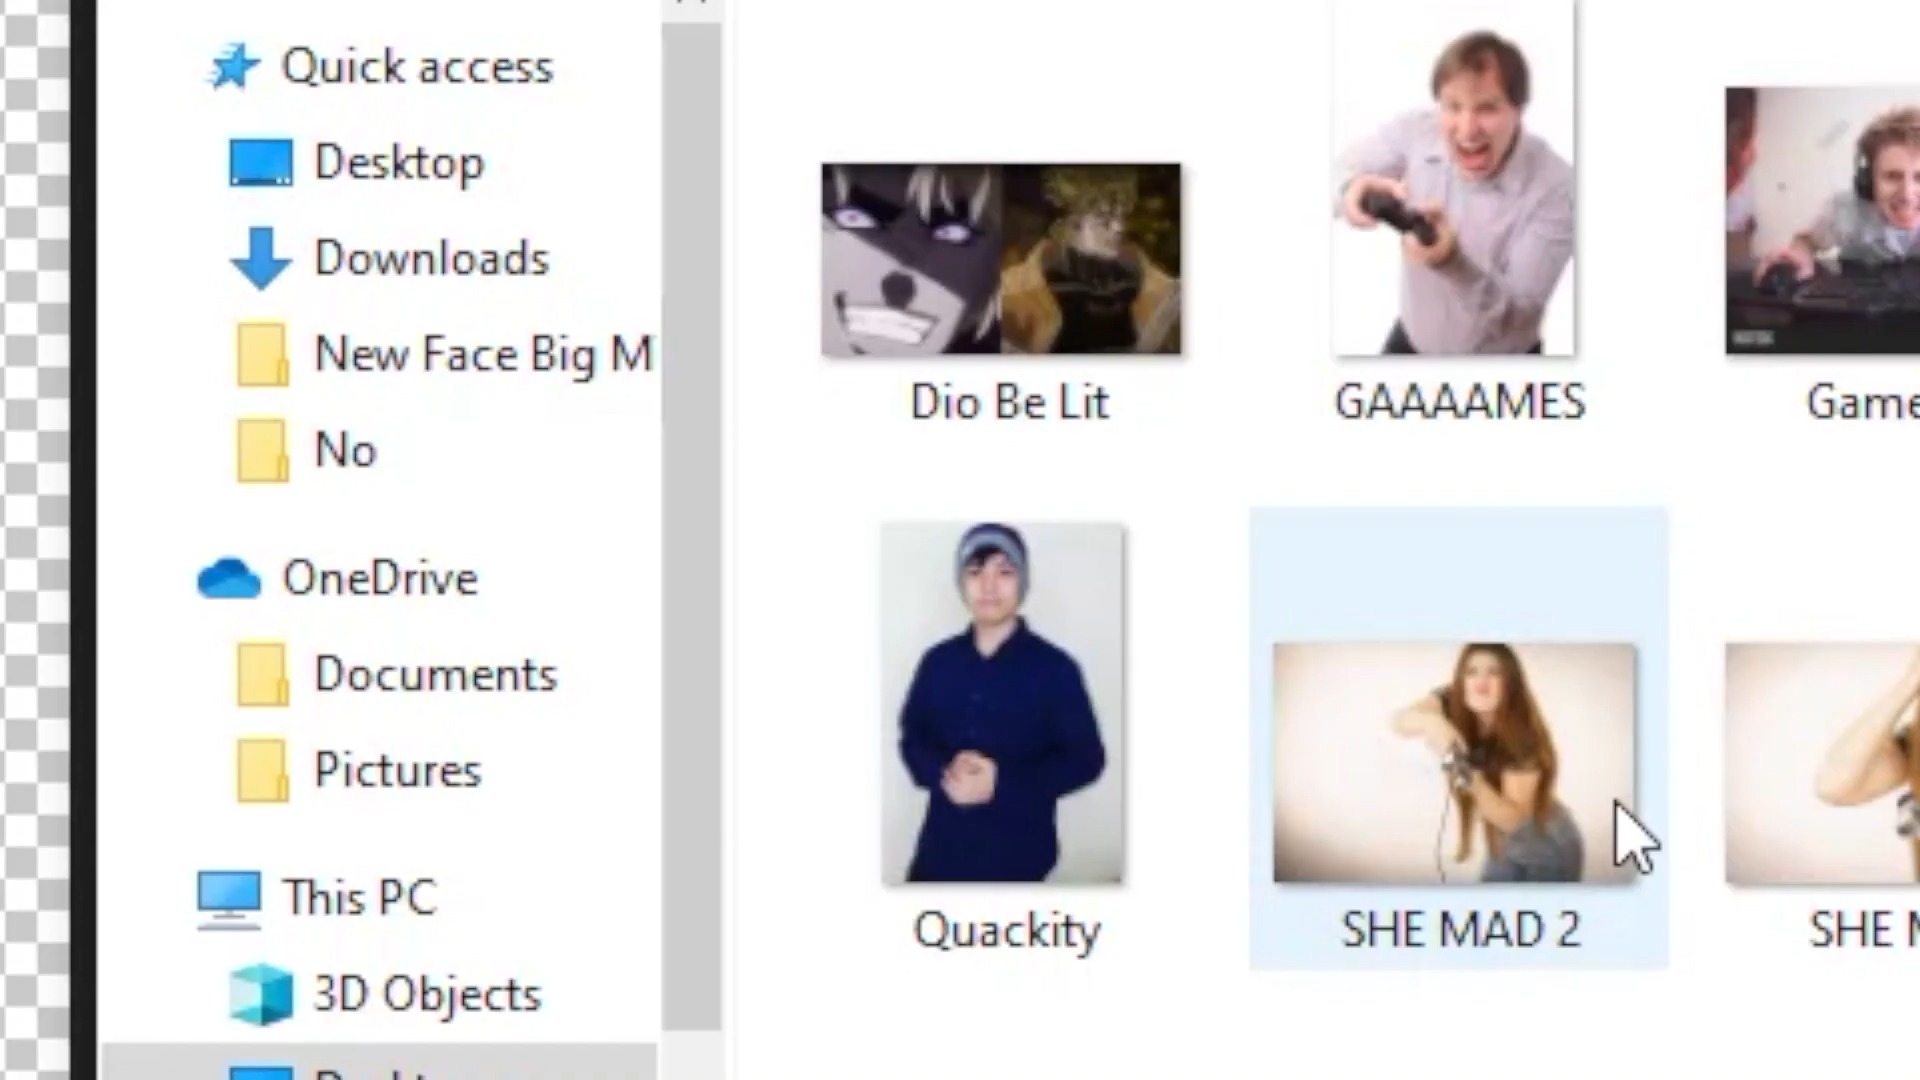 Quick access
Desktop
Downloads
New Face Big M
No
OneDrive
Documents
Pictures
This PC
3D Objects
Dio Be Lit
GAAAAMES
Game
Quackity
SHE MAD 2
SHE